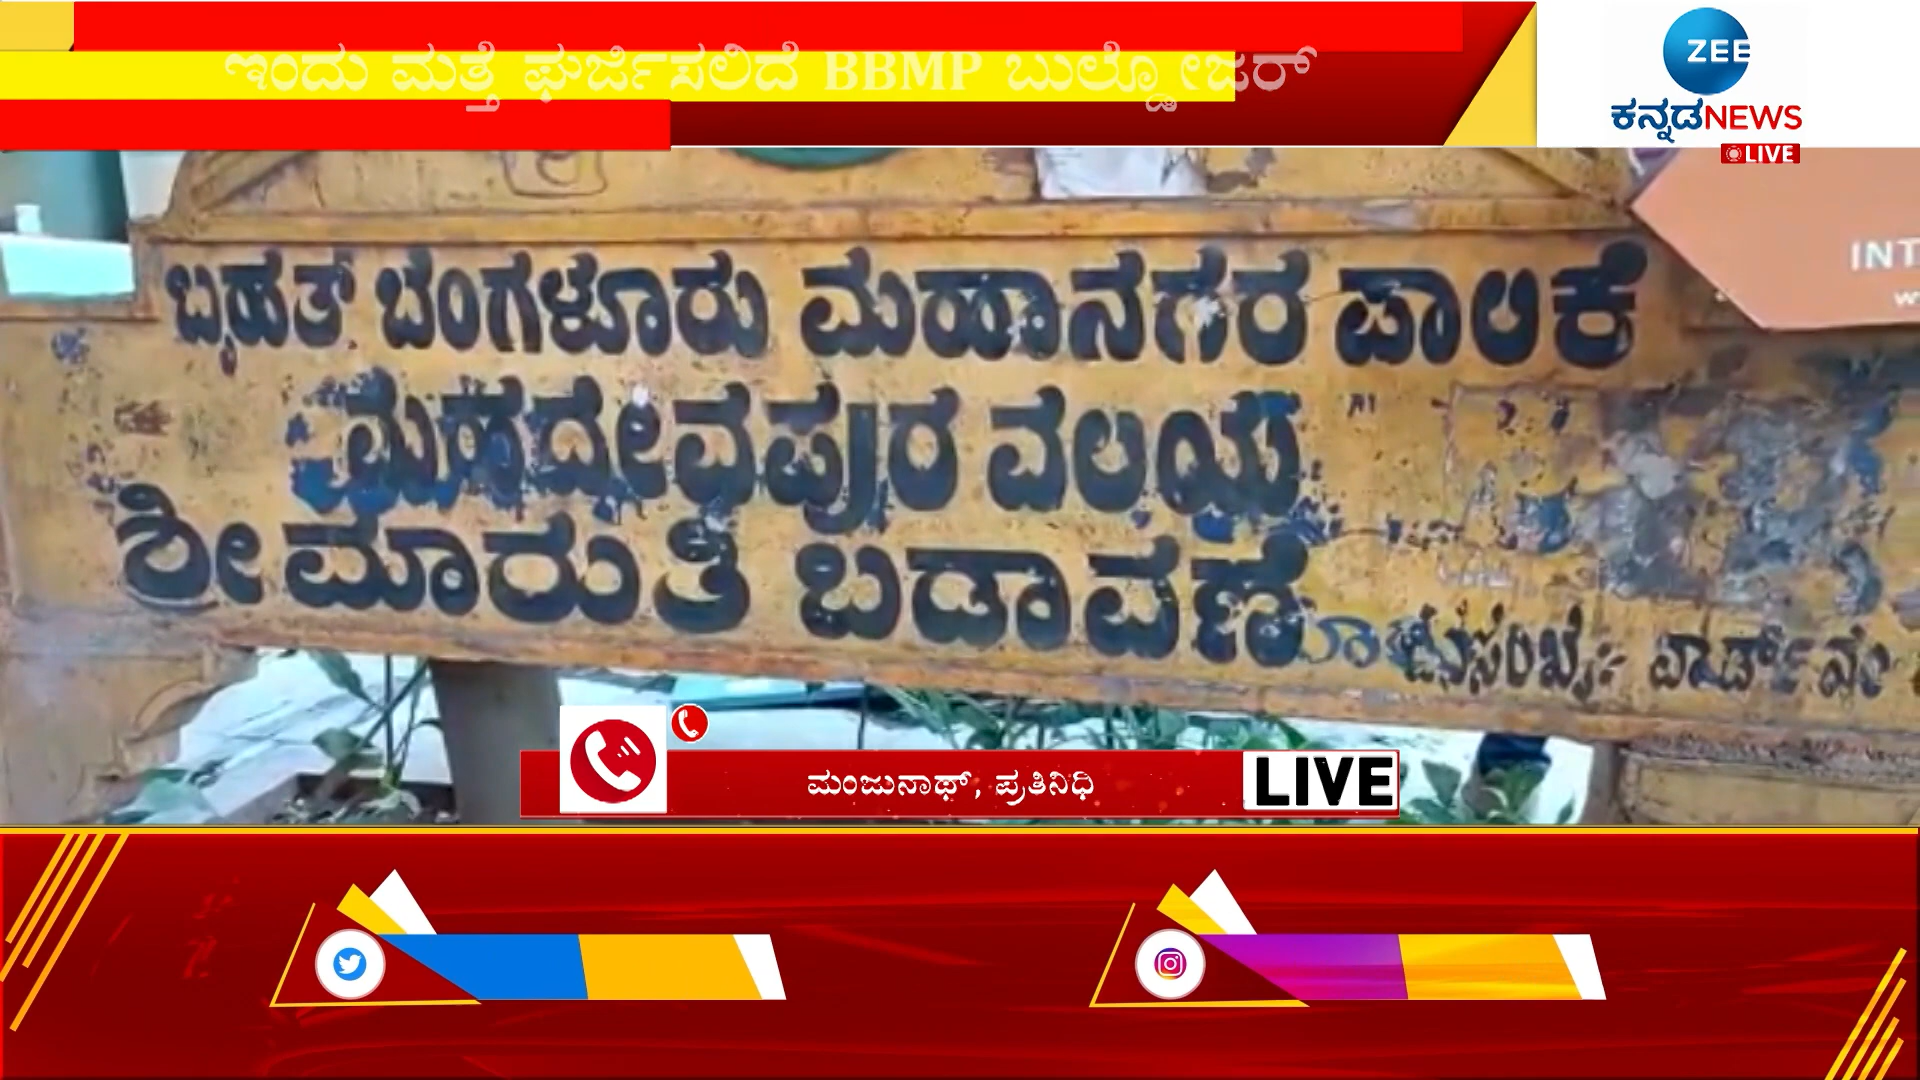 ಇಂದು ಮತ್ತೆ ಘರ್ಜಿಸಲಿದೆ BBMP ಬುಲ್ಡೋಜರ್
ZEE
ಕನ್ನಡNEWS
LIVE
INT
ಬೃಹತ್ ಬೆಂಗಳೂರು ಮಹಾನಗರ ಪಾಲಿಕೆ
ಮಹದೇವಪುರ ವಲಯ
ಶ್ರೀ ಮಾರುತಿ ಬಡಾವಣೆ
ವಾರ್ಡ್ ನಂ
ಮಂಜುನಾಥ್, ಪ್ರತಿನಿಧಿ
LIVE